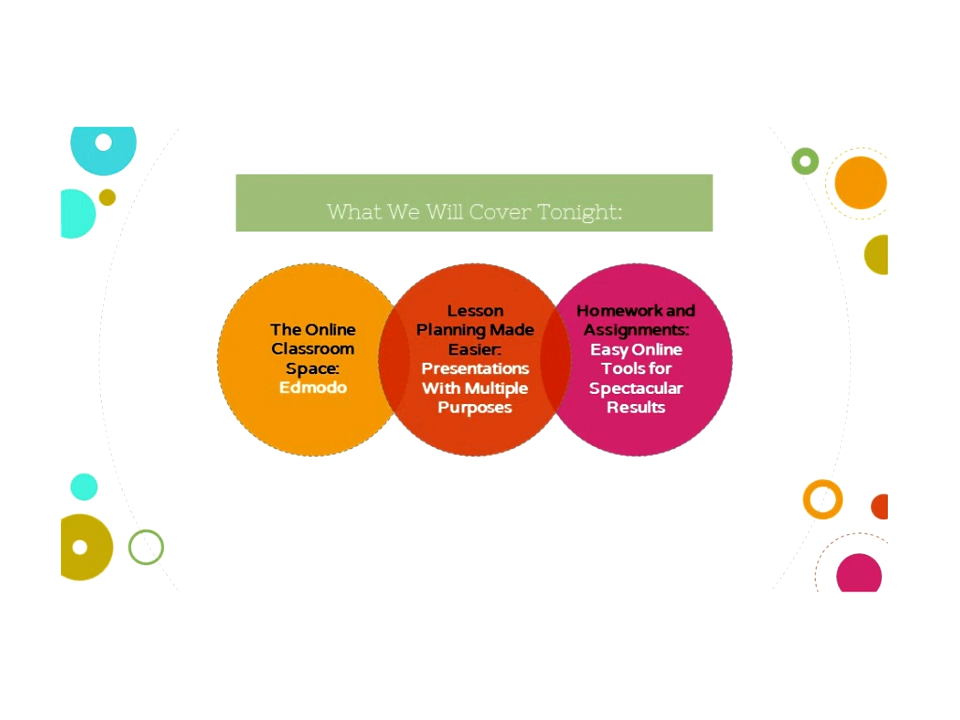 What We Will Cover Tonight:
The Online
Classroom
Space:
Edmodo
Lesson
Planning Made
Easier:
Presentations
With Multiple
Purposes
Homework and
Assignments:
Easy Online
Tools for
Spectacular
Results